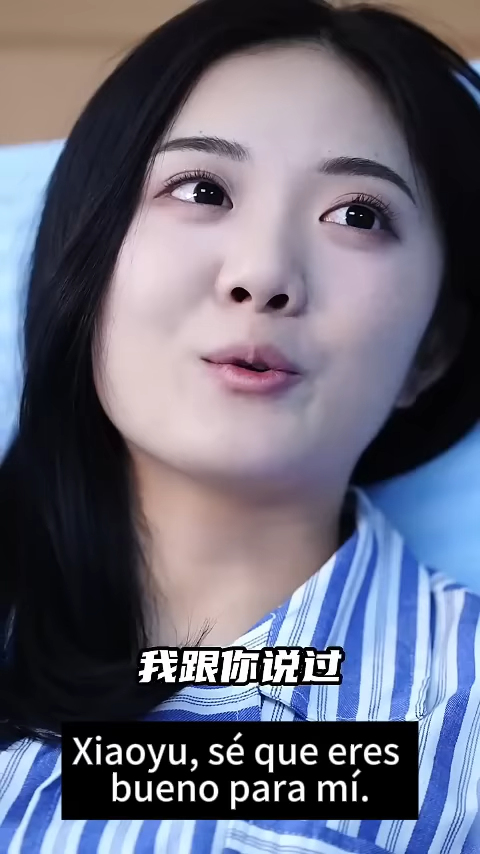 我跟你说过
Xiaoyu, sé que eres
bueno para mí.